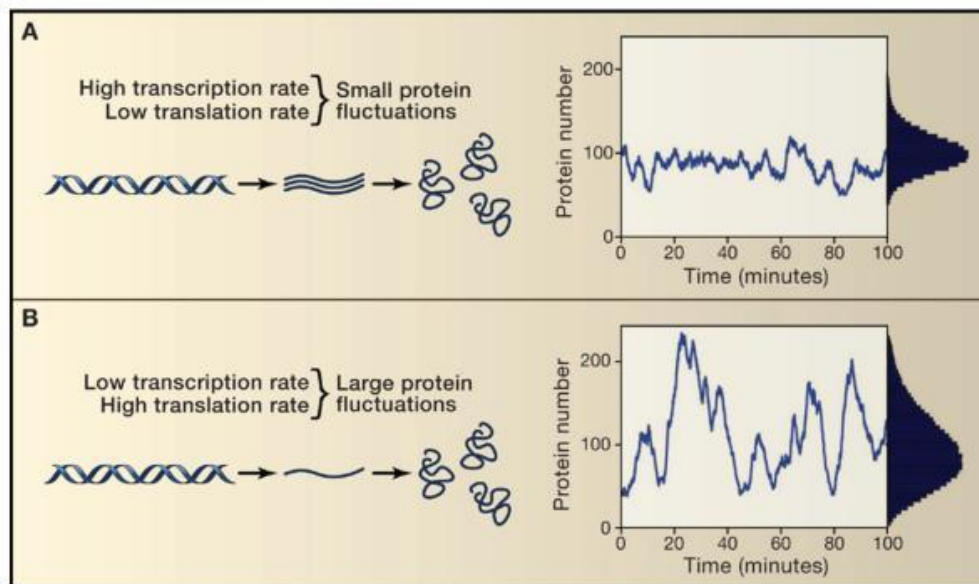 A
High transcription rate
Low translation rate
} Small protein
fluctuations
Protein number
200
100
0
0 20 40 60 80 100
Time (minutes)
B
Low transcription rate
High translation rate
} Large protein
fluctuations
Protein number
200
100
0
0 20 40 60 80 100
Time (minutes)